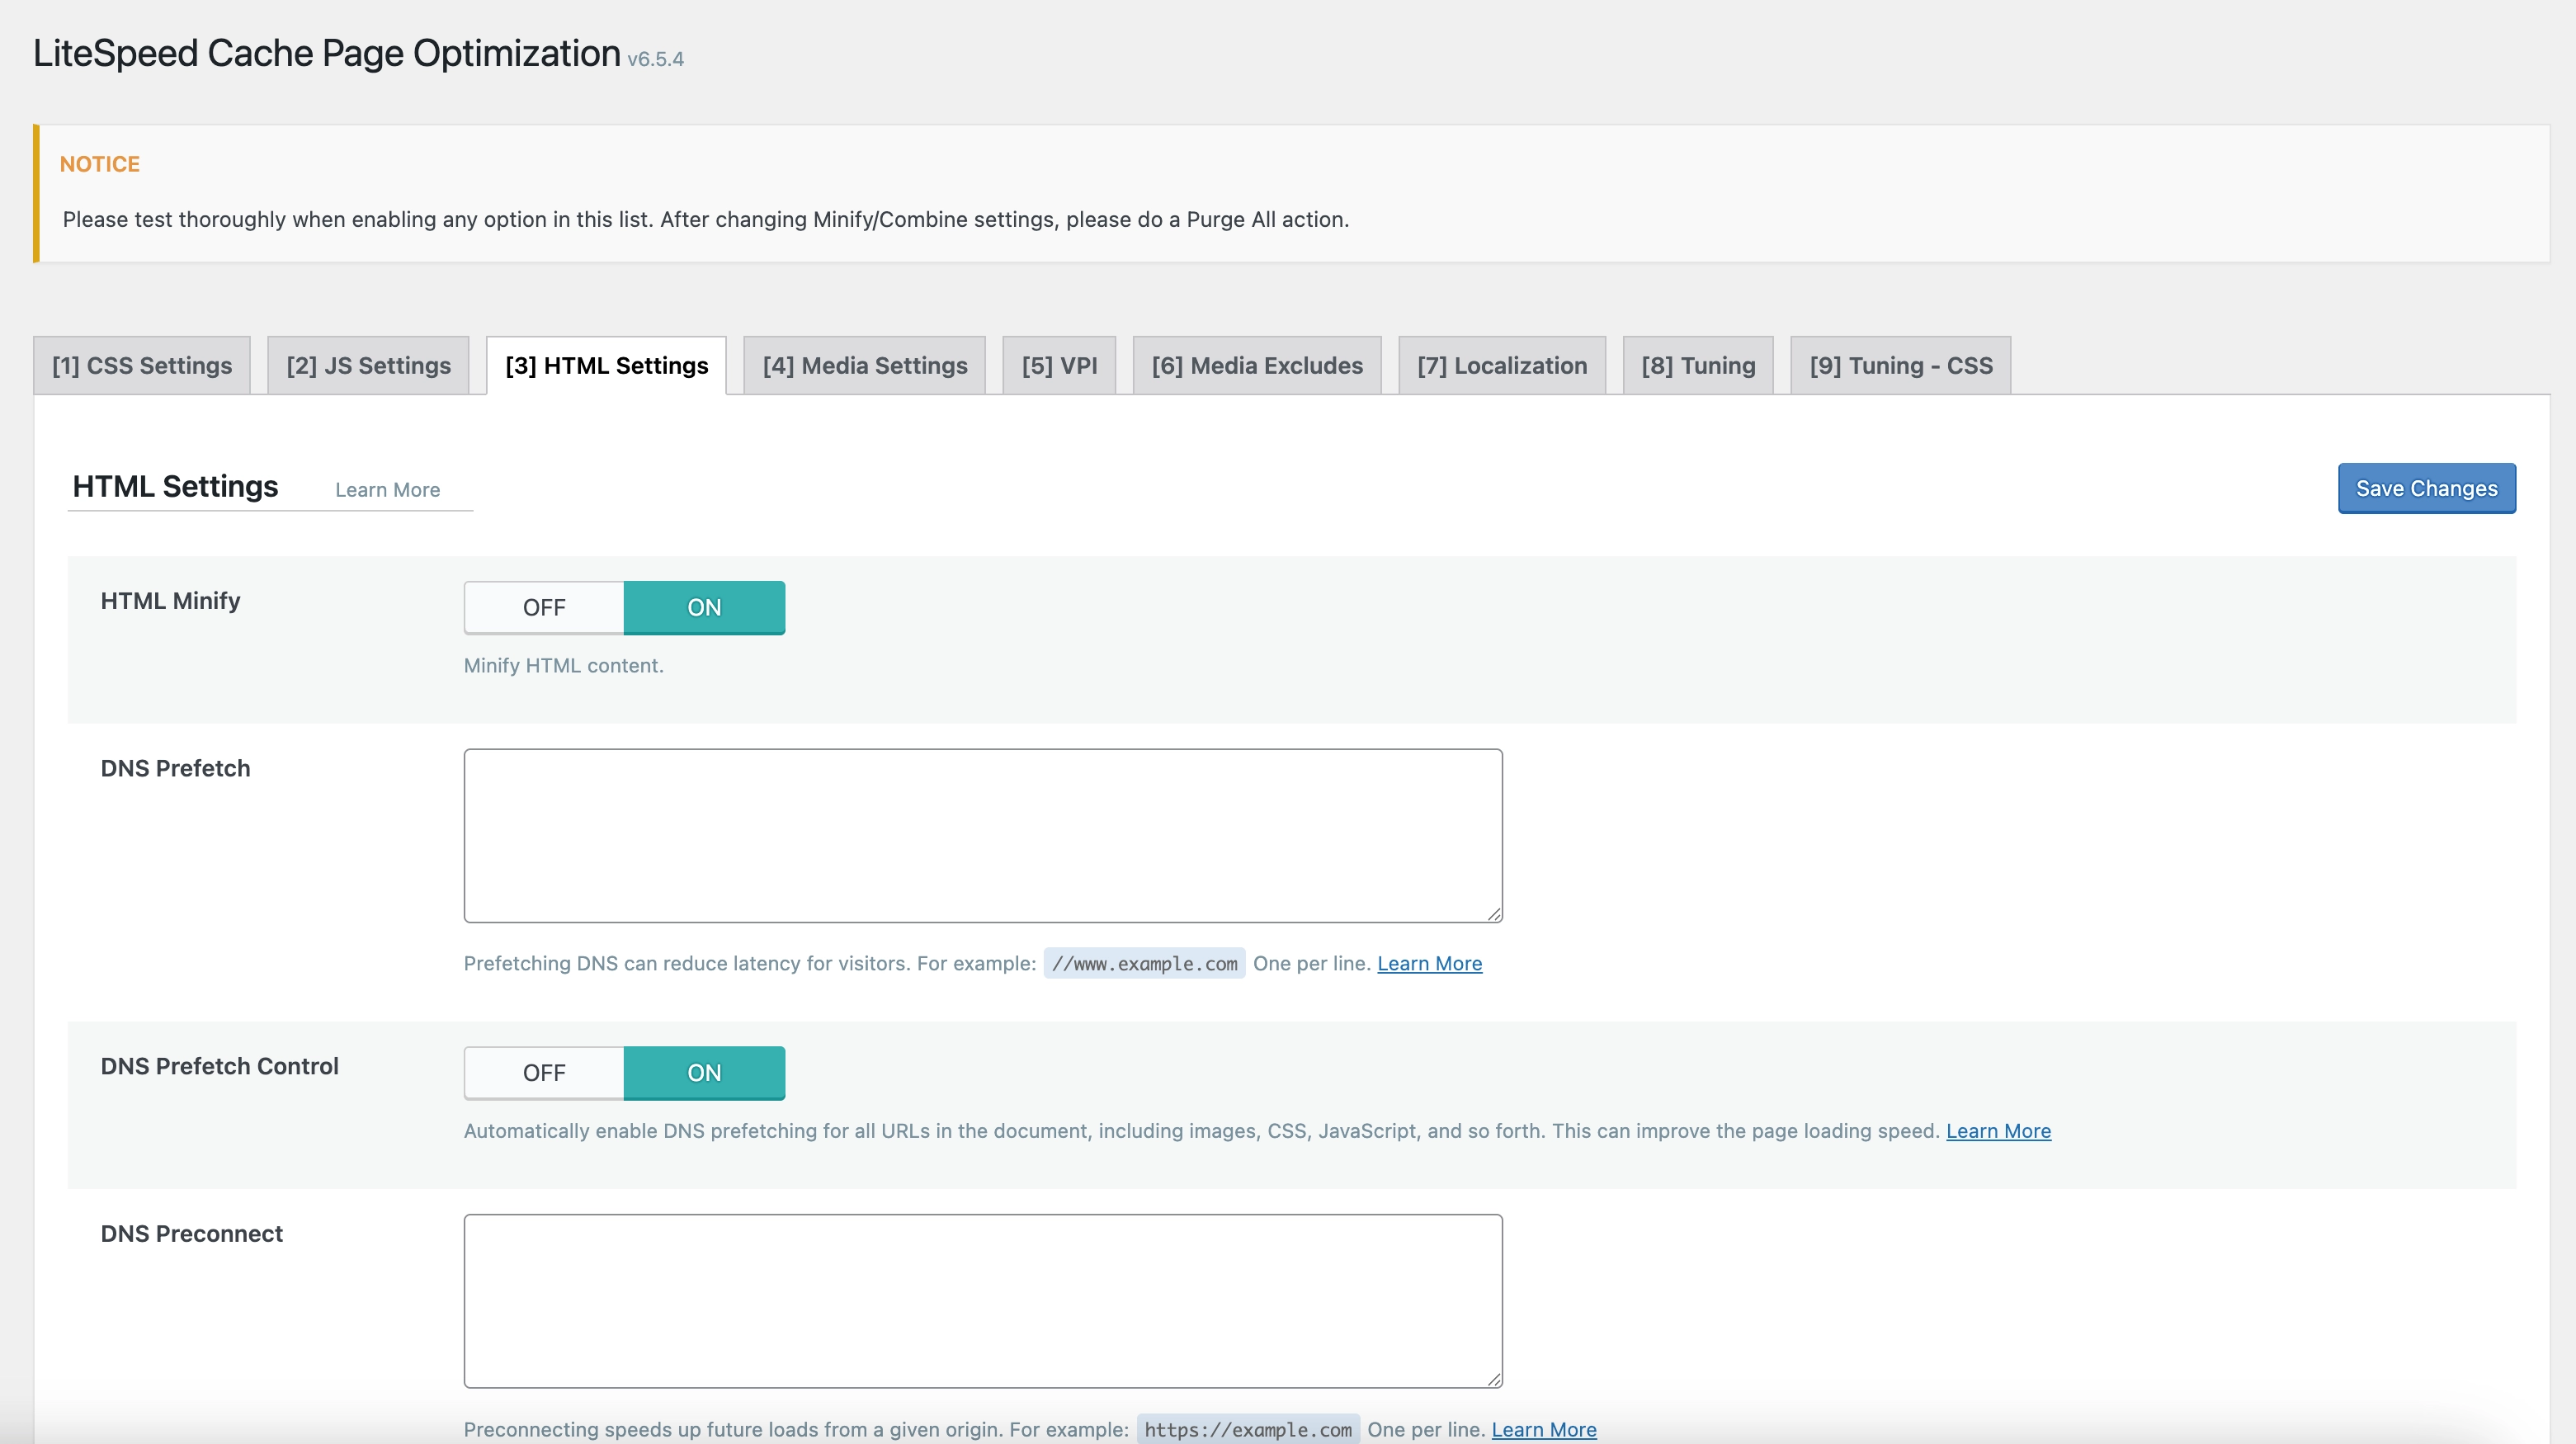 LiteSpeed Cache Page Optimization v6.5.4
NOTICE
Please test thoroughly when enabling any option in this list. After changing Minify/Combine settings, please do a Purge All action.
[1] CSS Settings [2] JS Settings [3] HTML Settings [4] Media Settings [5] VPI [6] Media Excludes [7] Localization [8] Tuning [9] Tuning - CSS
HTML Settings Learn More Save Changes
HTML Minify OFF ON
Minify HTML content.
DNS Prefetch
Prefetching DNS can reduce latency for visitors. For example: //www.example.com One per line. Learn More
DNS Prefetch Control OFF ON
Automatically enable DNS prefetching for all URLs in the document, including images, CSS, JavaScript, and so forth. This can improve the page loading speed. Learn More
DNS Preconnect
Preconnecting speeds up future loads from a given origin. For example: https://example.com One per line. Learn More